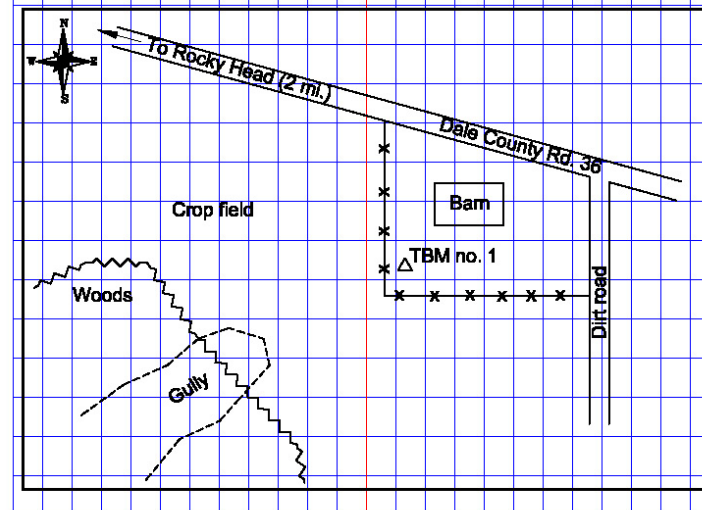 N
W E
S
To Rocky Head (2 mi.)
Dale County Rd. 36
Barn
Crop field
TBM no. 1
Woods
Dirt road
Gully